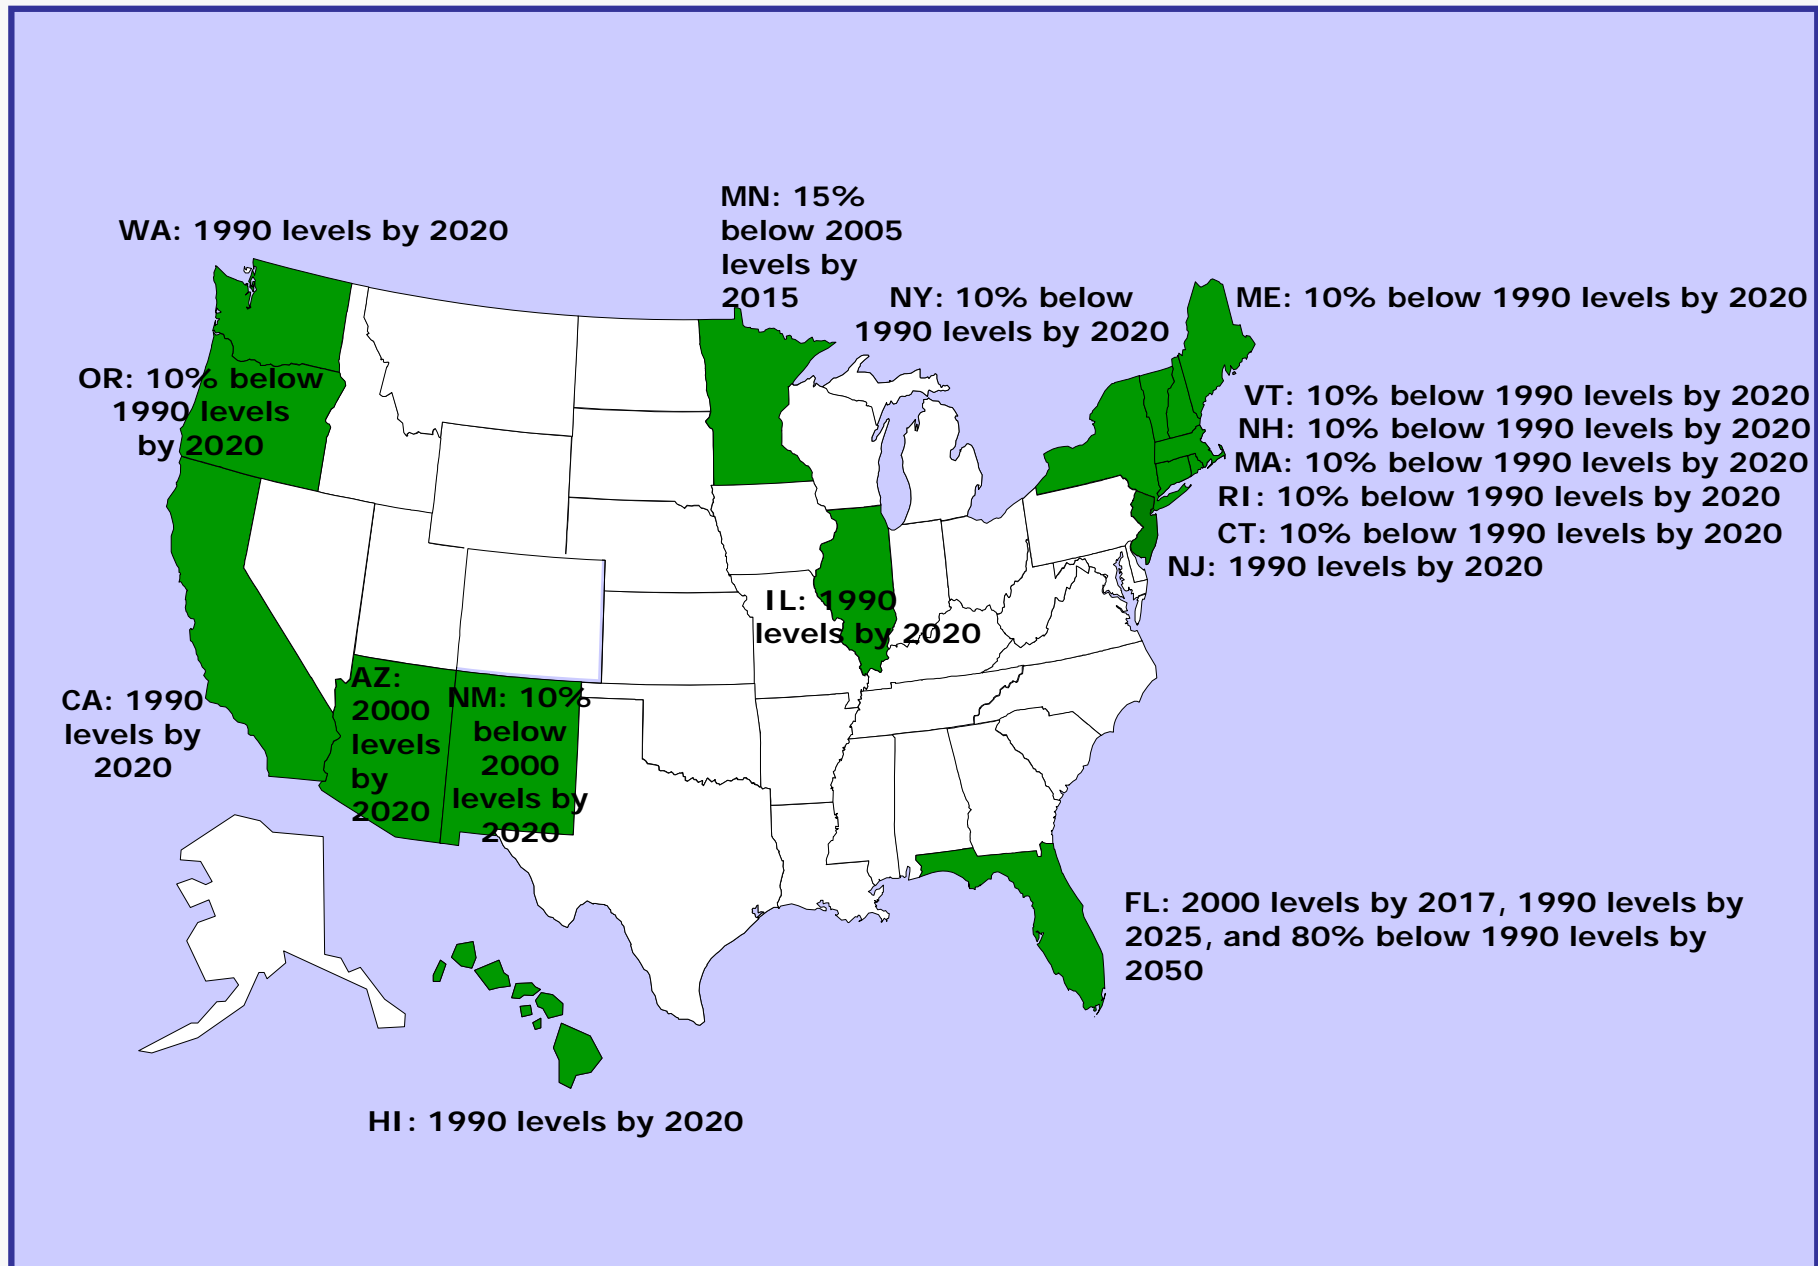 WA: 1990 levels by 2020
MN: 15%
below 2005
levels by
2015
NY: 10% below
1990 levels by 2020
ME: 10% below 1990 levels by 2020
OR: 10% below
1990 levels
by 2020
VT: 10% below 1990 levels by 2020
NH: 10% below 1990 levels by 2020
MA: 10% below 1990 levels by 2020
RI: 10% below 1990 levels by 2020
CT: 10% below 1990 levels by 2020
NJ: 1990 levels by 2020
IL: 1990
levels by 2020
CA: 1990
levels by
2020
AZ:
2000
levels
by
2020
NM: 10%
below
2000
levels by
2020
FL: 2000 levels by 2017, 1990 levels by
2025, and 80% below 1990 levels by
2050
HI: 1990 levels by 2020